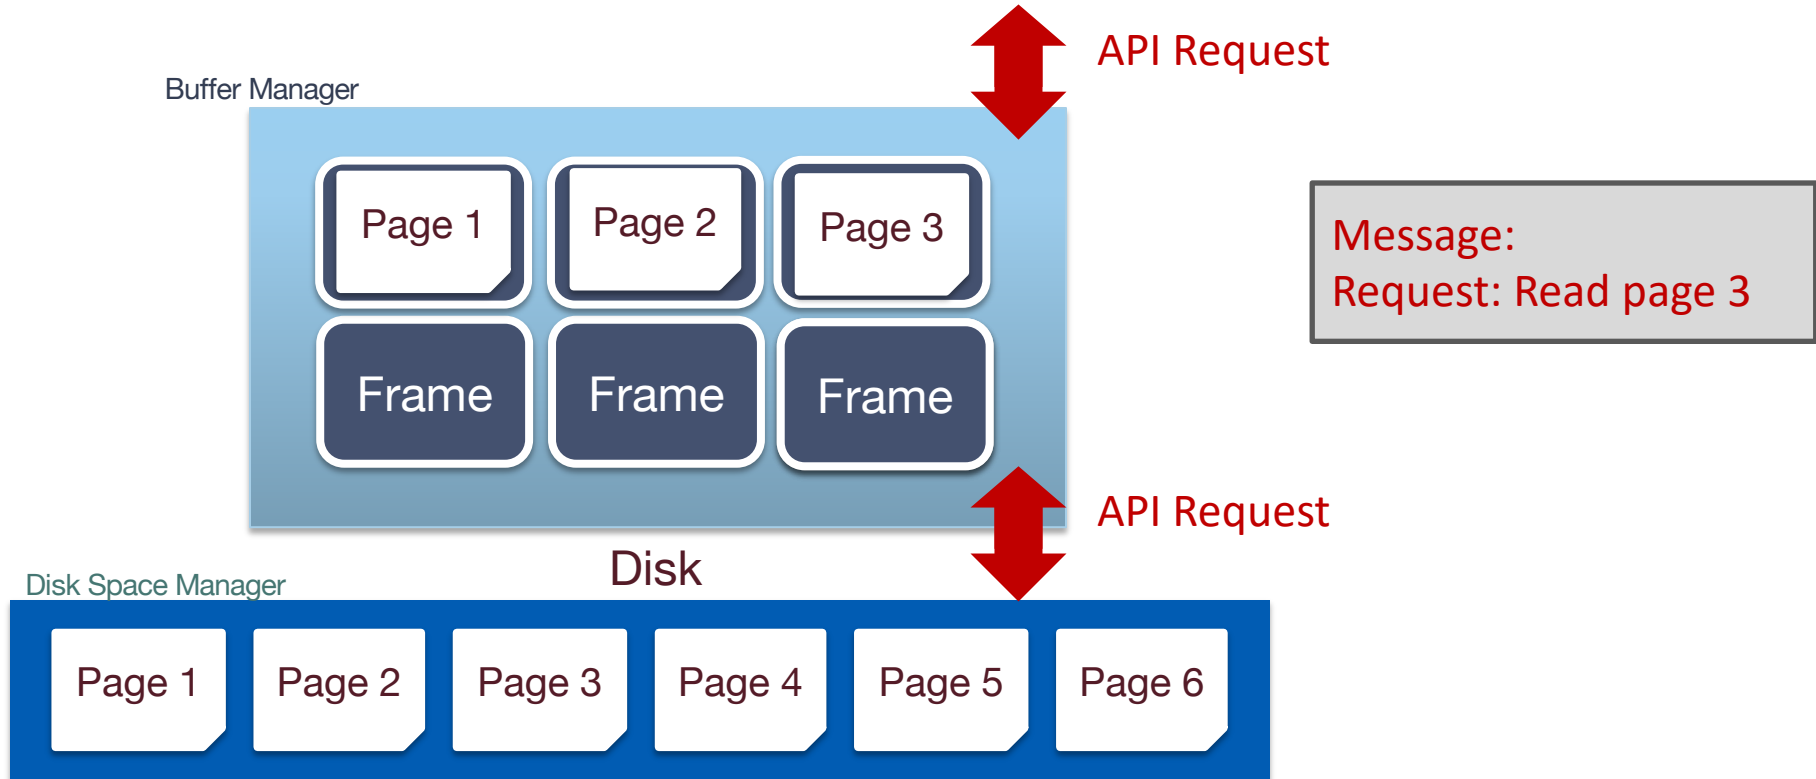 API Request
Buffer Manager
Page 1
Page 2
Page 3
Message:
Request: Read page 3
Frame
Frame
Frame
API Request
Disk
Disk Space Manager
Page 1
Page 2
Page 3
Page 4
Page 5
Page 6